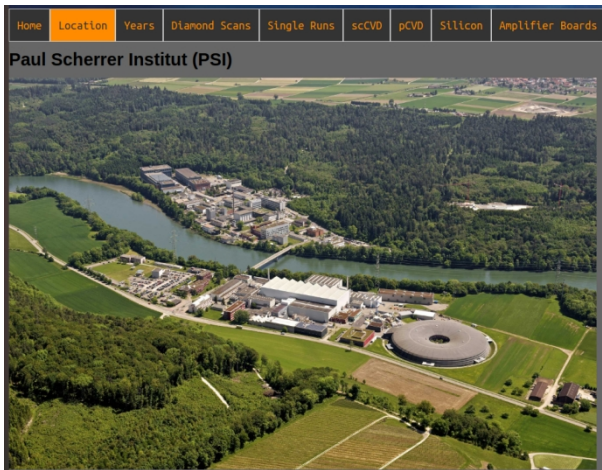 Home Location Years Diamond Scans Single Runs scCVD pCVD Silicon Amplifier Boards
Paul Scherrer Institut (PSI)